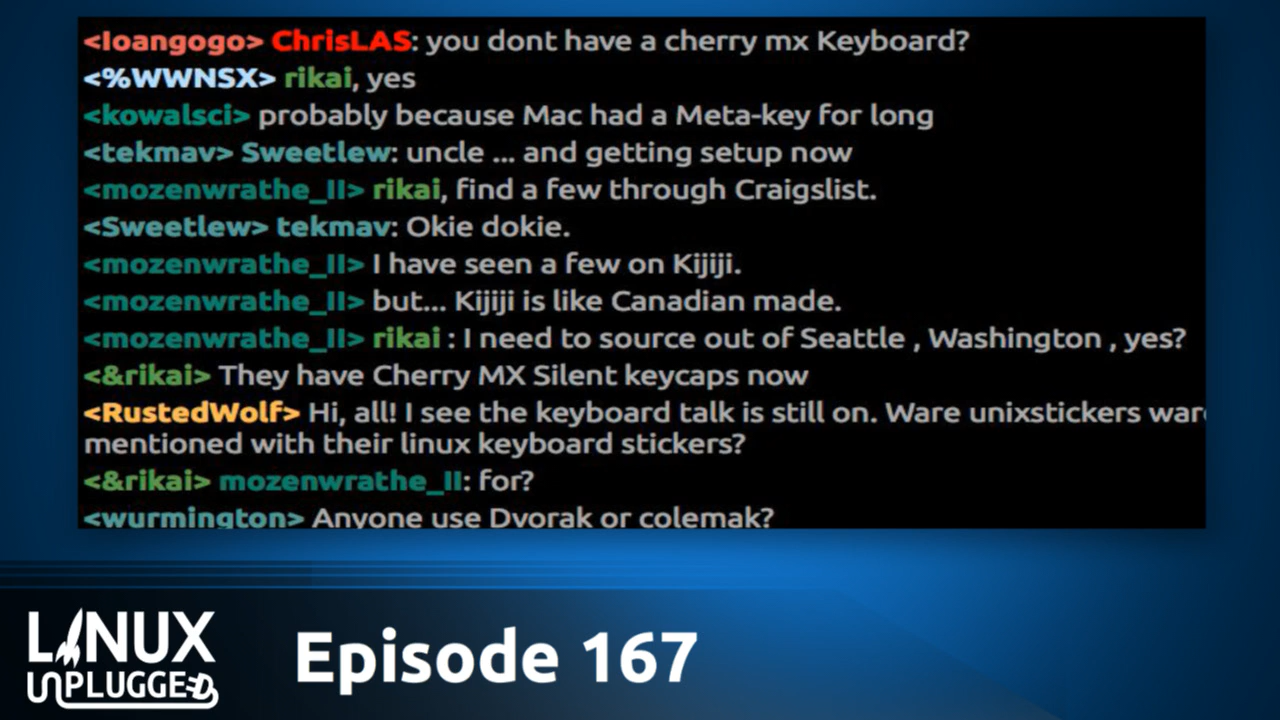 <loangogo> ChrisLAS: you dont have a cherry mx Keyboard?
<%WWNSX> rikai, yes
<kowalsci> probably because Mac had a Meta-key for long
<tekmav> Sweetlew: uncle ... and getting setup now
<mozenwrathe_II> rikai, find a few through Craigslist.
<Sweetlew> tekmav: Okie dokie.
<mozenwrathe_II> I have seen a few on Kijiji.
<mozenwrathe_II> but... Kijiji is like Canadian made.
<mozenwrathe_II> rikai : I need to source out of Seattle , Washington , yes?
<&rikai> They have Cherry MX Silent keycaps now
<RustedWolf> Hi, all! I see the keyboard talk is still on. Ware unixstickers war
mentioned with their linux keyboard stickers?
<&rikai> mozenwrathe_II: for?
<wurmington> Anyone use Dvorak or colemak?
LINUX
UNPLUGGED
Episode 167